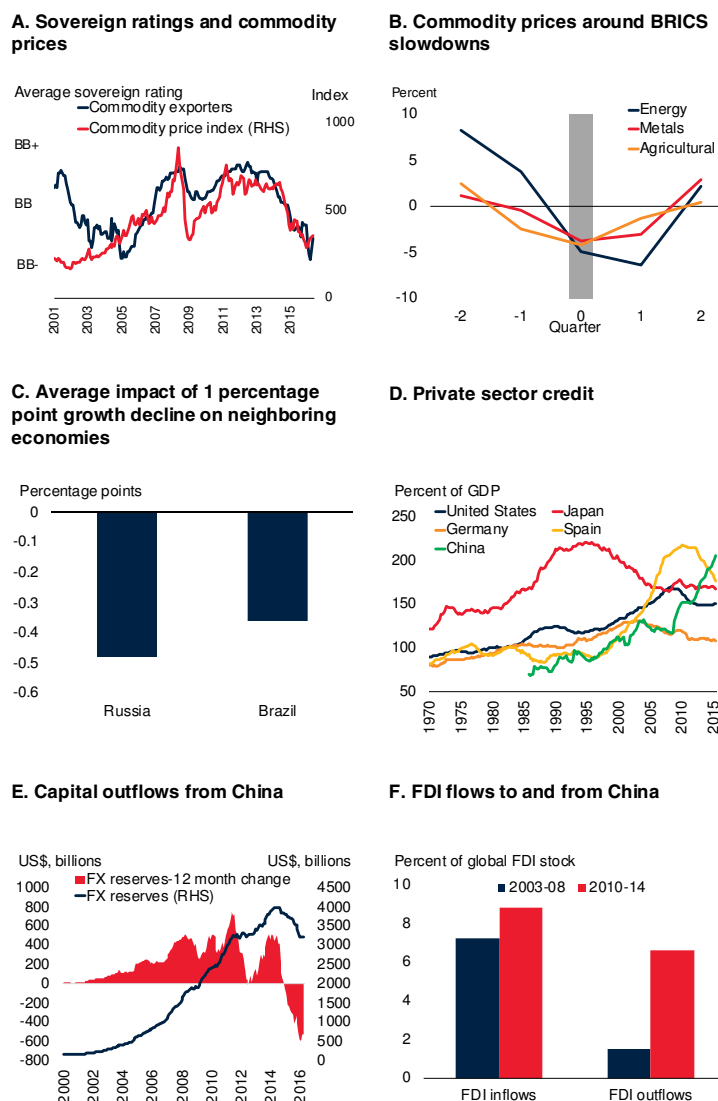 A. Sovereign ratings and commodity
prices
Average sovereign rating
Index
Commodity exporters
Commodity price index (RHS)
1000
500
0
BB+
BB
BB-
2001
2003
2005
2007
2009
2011
2013
2015
B. Commodity prices around BRICS
slowdowns
Percent
Energy
Metals
Agricultural
10
5
0
-5
-10
-2
-1
0
1
2
Quarter
C. Average impact of 1 percentage
point growth decline on neighboring
economies
Percentage points
0
-0.1
-0.2
-0.3
-0.4
-0.5
-0.6
Russia
Brazil
D. Private sector credit
Percent of GDP
United States
Japan
Germany
Spain
China
250
200
150
100
50
1970
1975
1980
1985
1990
1995
2000
2005
2010
2015
E. Capital outflows from China
US$, billions
US$, billions
FX reserves-12 month change
FX reserves (RHS)
1000
800
600
400
200
0
-200
-400
-600
-800
4500
4000
3500
3000
2500
2000
1500
1000
500
0
2000
2002
2004
2006
2008
2010
2012
2014
2016
F. FDI flows to and from China
Percent of global FDI stock
2003-08
2010-14
10
8
6
4
2
0
FDI inflows
FDI outflows